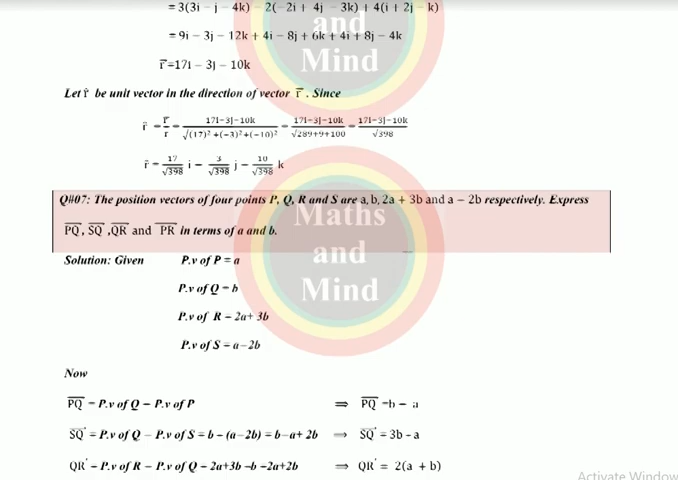 = 3(3i – j – 4k) – 2(–2i + 4j – 3k) + 4(i + 2j – k)
= 9i – 3j – 12k + 4i – 8j + 6k + 4i + 8j – 4k
r⃗ =17i – 3j – 10k
Let r̂ be unit vector in the direction of vector r⃗ . Since
r̂ = r⃗/r = 17i–3j–10k/√(17)²+(–3)²+(–10)² = 17i–3j–10k/√289+9+100 = 17i–3j–10k/√398
r̂ = 17/√398 i – 3/√398 j – 10/√398 k
Q#07: The position vectors of four points P, Q, R and S are a, b, 2a + 3b and a – 2b respectively. Express
PQ, SQ ,QR and PR in terms of a and b.
Solution: Given P.v of P = a
P.v of Q = b
P.v of R = 2a+ 3b
P.v of S = a–2b
Now
PQ = P.v of Q – P.v of P ⟹ PQ =b – a
SQ = P.v of Q – P.v of S = b – (a–2b) = b–a+ 2b ⟹ SQ = 3b – a
QR = P.v of R – P.v of Q = 2a+3b –b =2a+2b ⟹ QR = 2(a + b)
and
Mind
Maths
and
Mind
Activate Window